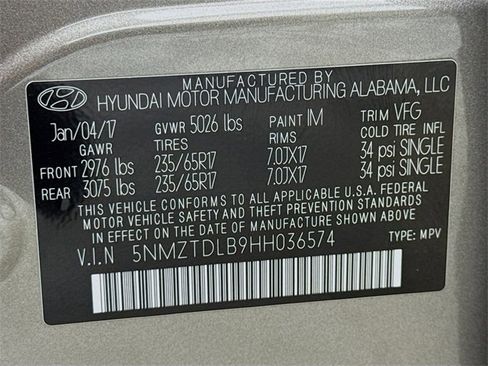 MANUFACTURED BY
HYUNDAI MOTOR MANUFACTURING ALABAMA, LLC
Jan/04/17 GVWR 5026 lbs PAINT IM TRIM VFG
GAWR TIRES RIMS COLD TIRE INFL
FRONT 2976 lbs 235/65R17 7.0JX17 34 psi SINGLE
REAR 3075 lbs 235/65R17 7.0JX17 34 psi SINGLE
THIS VEHICLE CONFORMS TO ALL APPLICABLE U.S.A. FEDERAL
MOTOR VEHICLE SAFETY AND THEFT PREVENTION STANDARDS IN
EFFECT ON THE DATE OF MANUFACTURE SHOWN ABOVE.
V.I.N 5NMZTDLB9HH036574 TYPE: MPV